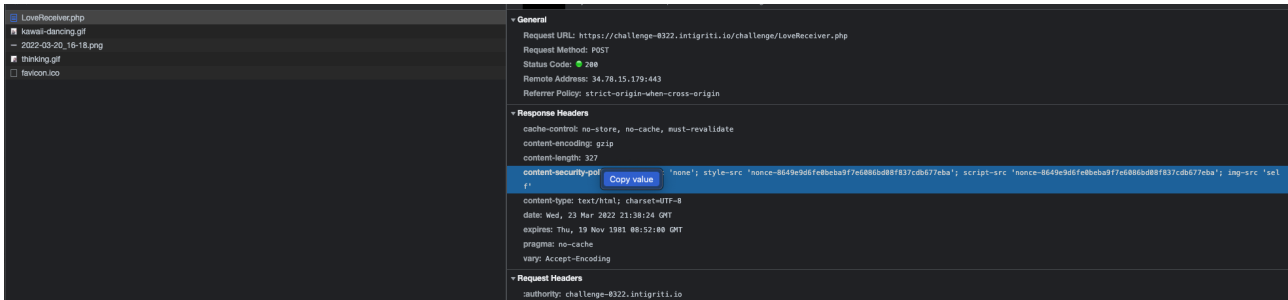 LoveReceiver.php
kawaii-dancing.gif
2022-03-20_16-18.png
thinking.gif
favicon.ico
General
Request URL: https://challenge-0322.intigriti.io/challenge/LoveReceiver.php
Request Method: POST
Status Code: 200
Remote Address: 34.78.15.179:443
Referrer Policy: strict-origin-when-cross-origin
Response Headers
cache-control: no-store, no-cache, must-revalidate
content-encoding: gzip
content-length: 327
content-security-pol Copy value 'none'; style-src 'nonce-8649e9d6fe0beba9f7e6086bd08f837cdb677eba'; script-src 'nonce-8649e9d6fe0beba9f7e6086bd08f837cdb677eba'; img-src 'sel
f'
content-type: text/html; charset=UTF-8
date: Wed, 23 Mar 2022 21:38:24 GMT
expires: Thu, 19 Nov 1981 08:52:00 GMT
pragma: no-cache
vary: Accept-Encoding
Request Headers
:authority: challenge-0322.intigriti.io